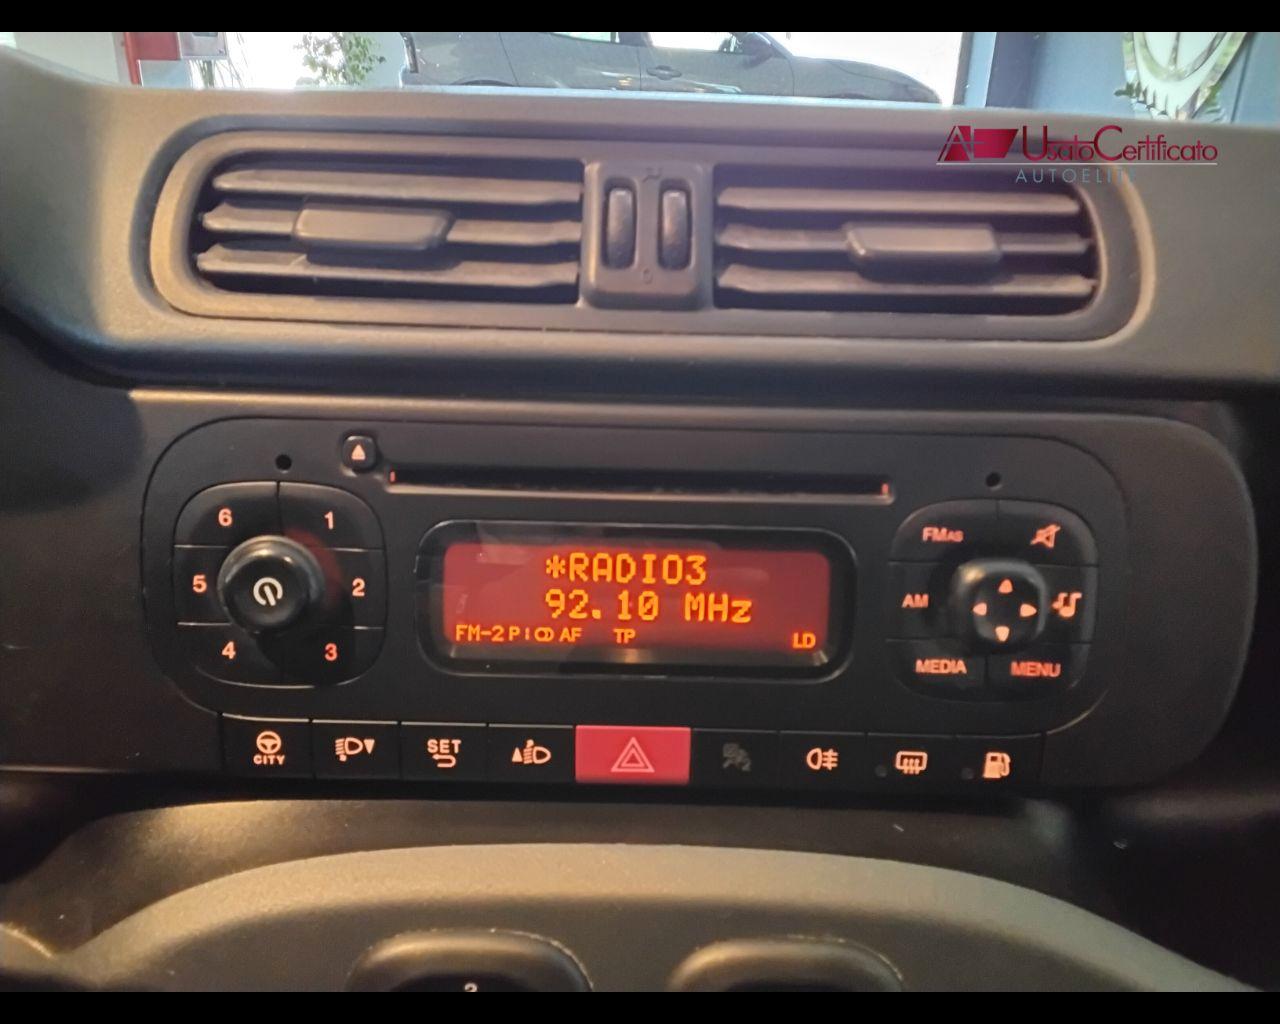 UsatoCertificato
AUTOELITE
6 1
5 2
4 3
*RADIO3
92.10 MHz
FM-2 P AF TP LD
FMAS
AM
MEDIA MENU
CITY
SET
0